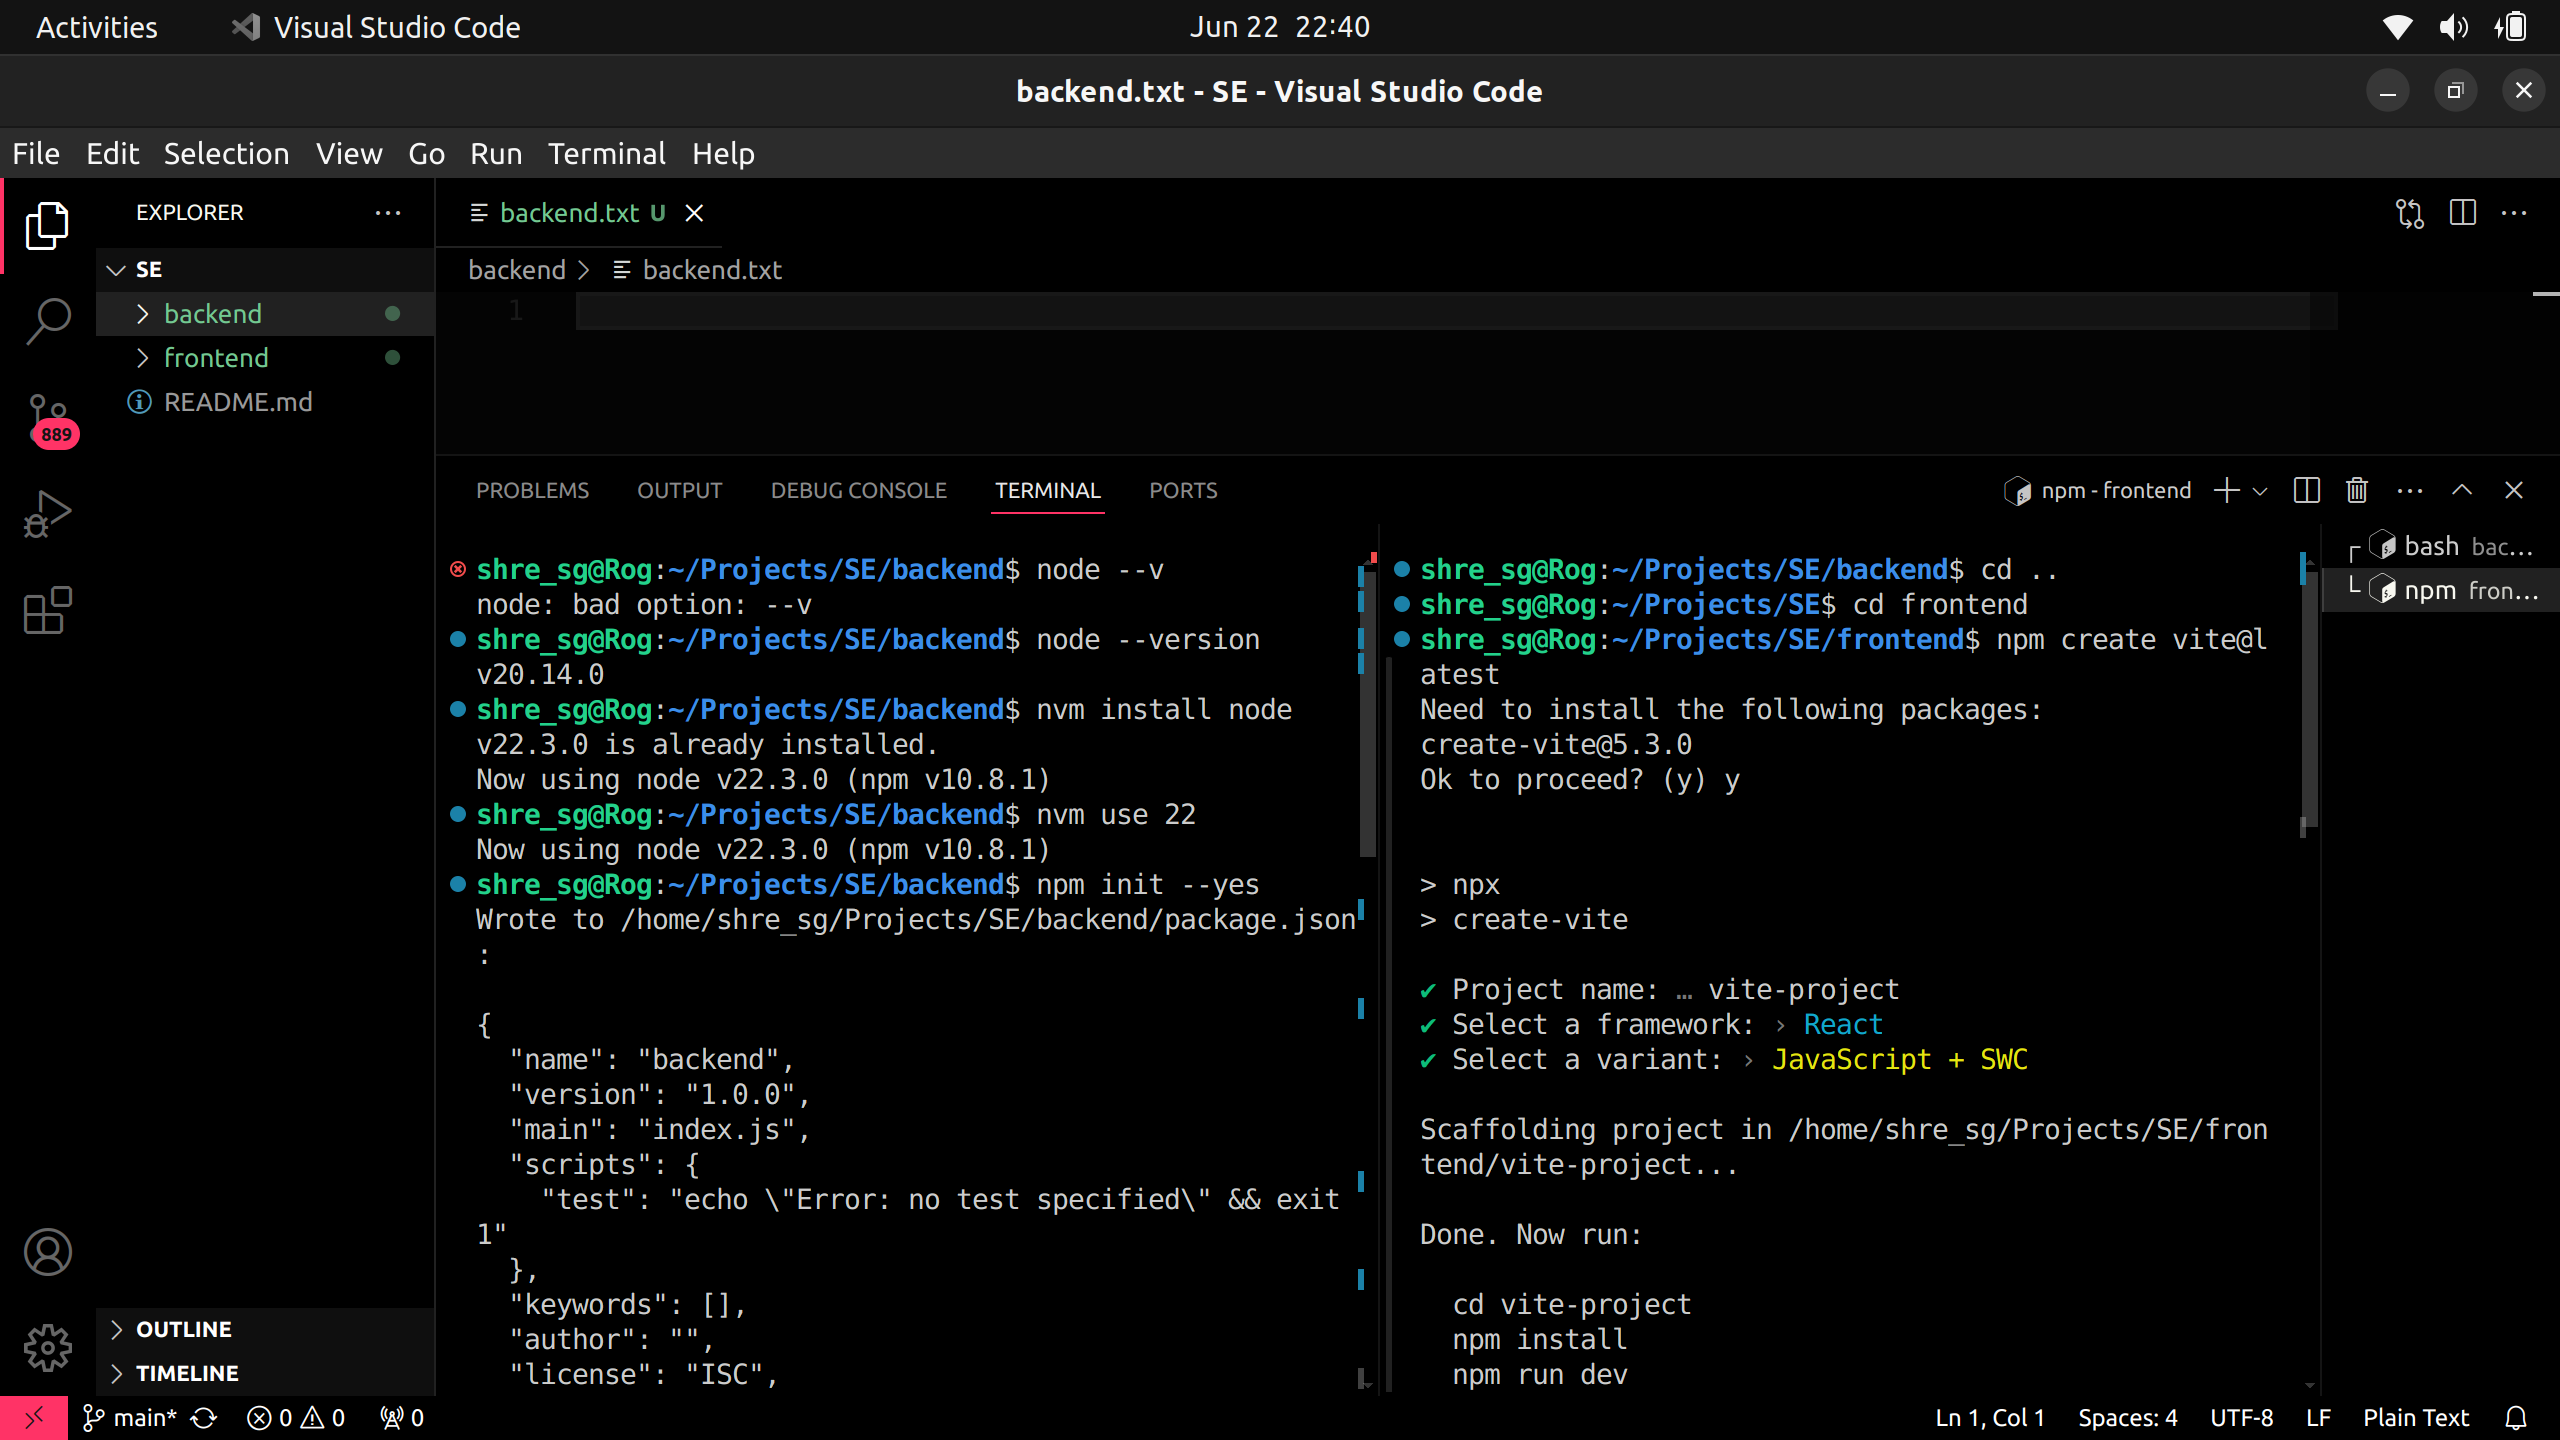 Activities
Visual Studio Code
Jun 22 22:40
backend.txt - SE - Visual Studio Code
File Edit Selection View Go Run Terminal Help
EXPLORER
SE
backend
frontend
README.md
889
OUTLINE
TIMELINE
backend.txt U
backend > backend.txt
1
PROBLEMS OUTPUT DEBUG CONSOLE TERMINAL PORTS
npm - frontend
shre_sg@Rog:~/Projects/SE/backend$ node --v
node: bad option: --v
shre_sg@Rog:~/Projects/SE/backend$ node --version
v20.14.0
shre_sg@Rog:~/Projects/SE/backend$ nvm install node
v22.3.0 is already installed.
Now using node v22.3.0 (npm v10.8.1)
shre_sg@Rog:~/Projects/SE/backend$ nvm use 22
Now using node v22.3.0 (npm v10.8.1)
shre_sg@Rog:~/Projects/SE/backend$ npm init --yes
Wrote to /home/shre_sg/Projects/SE/backend/package.json
:
{
"name": "backend",
"version": "1.0.0",
"main": "index.js",
"scripts": {
"test": "echo \"Error: no test specified\" && exit
1"
},
"keywords": [],
"author": "",
"license": "ISC",
shre_sg@Rog:~/Projects/SE/backend$ cd ..
shre_sg@Rog:~/Projects/SE$ cd frontend
shre_sg@Rog:~/Projects/SE/frontend$ npm create vite@l
atest
Need to install the following packages:
create-vite@5.3.0
Ok to proceed? (y) y
> npx
> create-vite
✔ Project name: … vite-project
✔ Select a framework: › React
✔ Select a variant: › JavaScript + SWC
Scaffolding project in /home/shre_sg/Projects/SE/fron
tend/vite-project...
Done. Now run:
cd vite-project
npm install
npm run dev
bash bac...
npm fron...
main* 0 0 0
Ln 1, Col 1 Spaces: 4 UTF-8 LF Plain Text